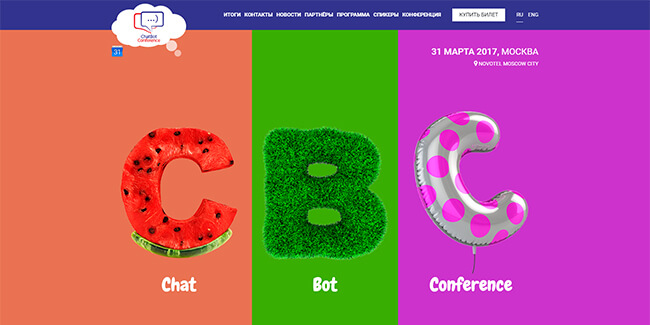 ChatBot
Conference
ИТОГИ КОНТАКТЫ НОВОСТИ ПАРТНЁРЫ ПРОГРАММА СПИКЕРЫ КОНФЕРЕНЦИЯ
КУПИТЬ БИЛЕТ
RU ENG
31
31 МАРТА 2017, МОСКВА
NOVOTEL MOSCOW CITY
C B C
Chat Bot Conference